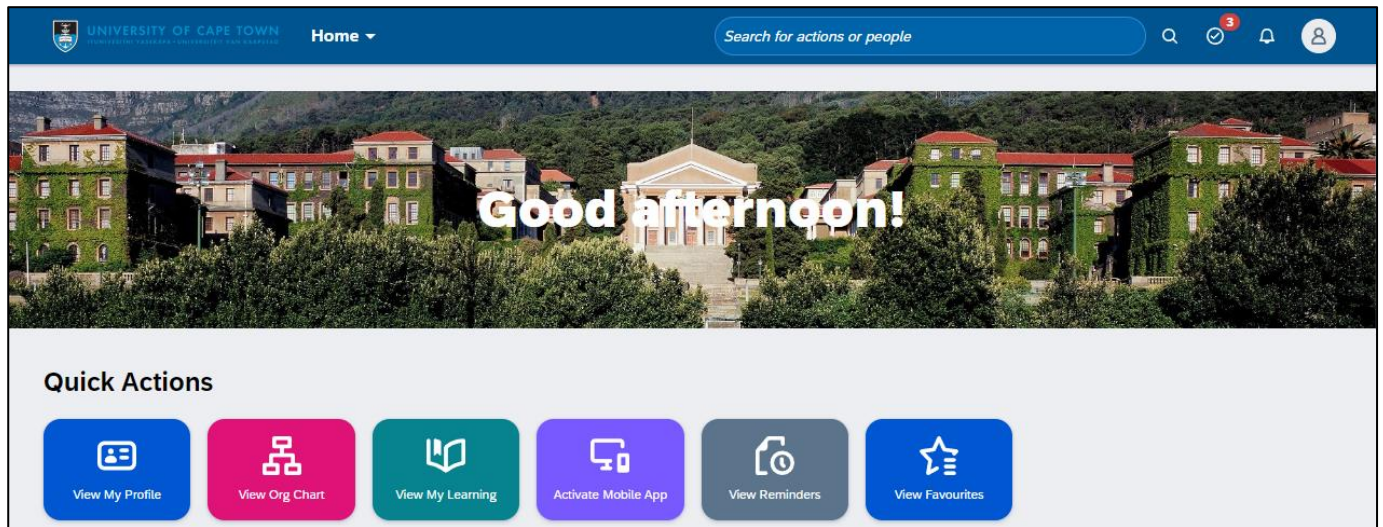 UNIVERSITY OF CAPE TOWN
Home
Search for actions or people
3
Good afternoon!
Quick Actions
View My Profile
View Org Chart
View My Learning
Activate Mobile App
View Reminders
View Favourites